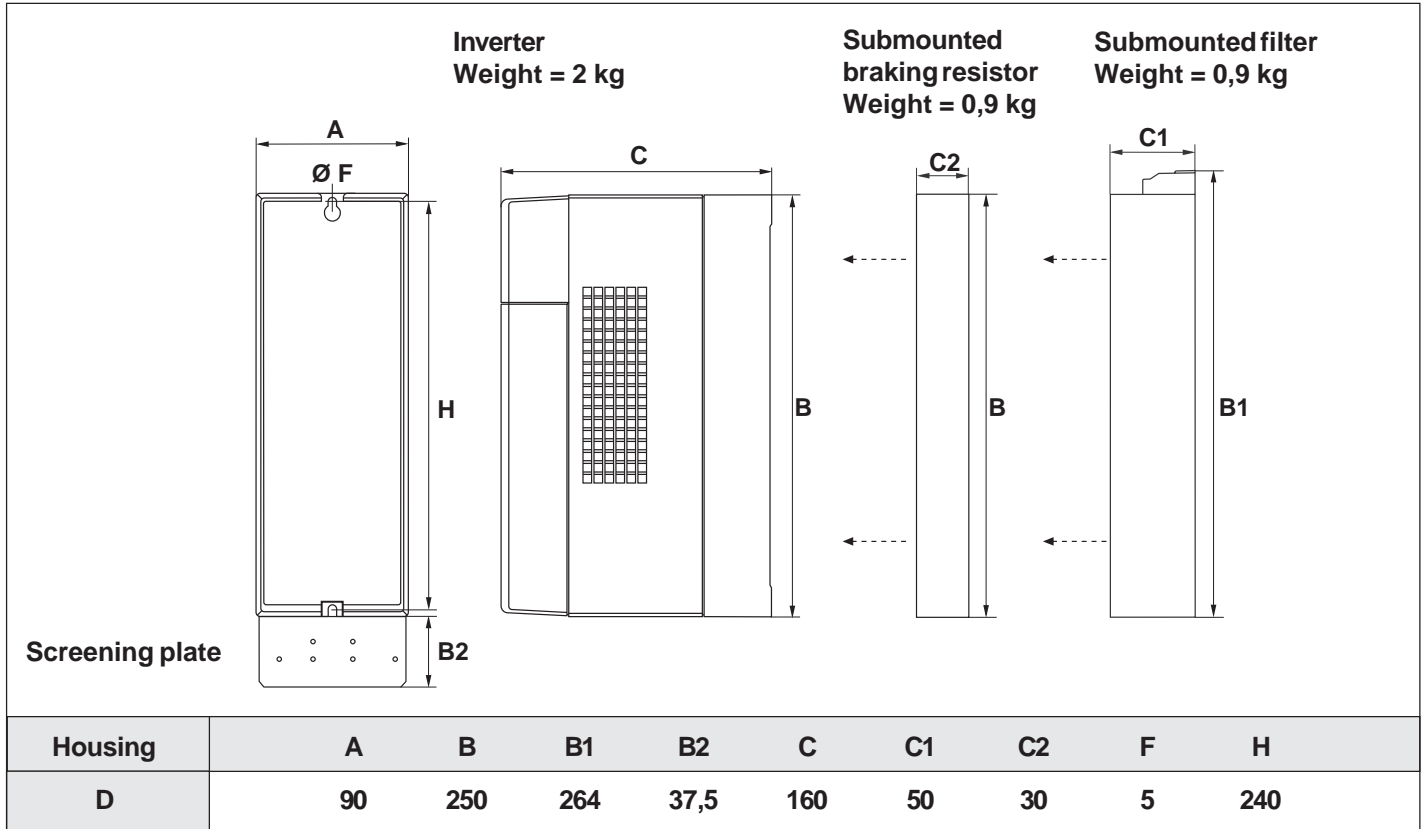 Inverter
Weight = 2 kg
Submounted
braking resistor
Weight = 0,9 kg
Submounted filter
Weight = 0,9 kg
A
Ø F
H
B2
Screening plate
C
B
C2
B
C1
B1
Housing A B B1 B2 C C1 C2 F H
D 90 250 264 37,5 160 50 30 5 240